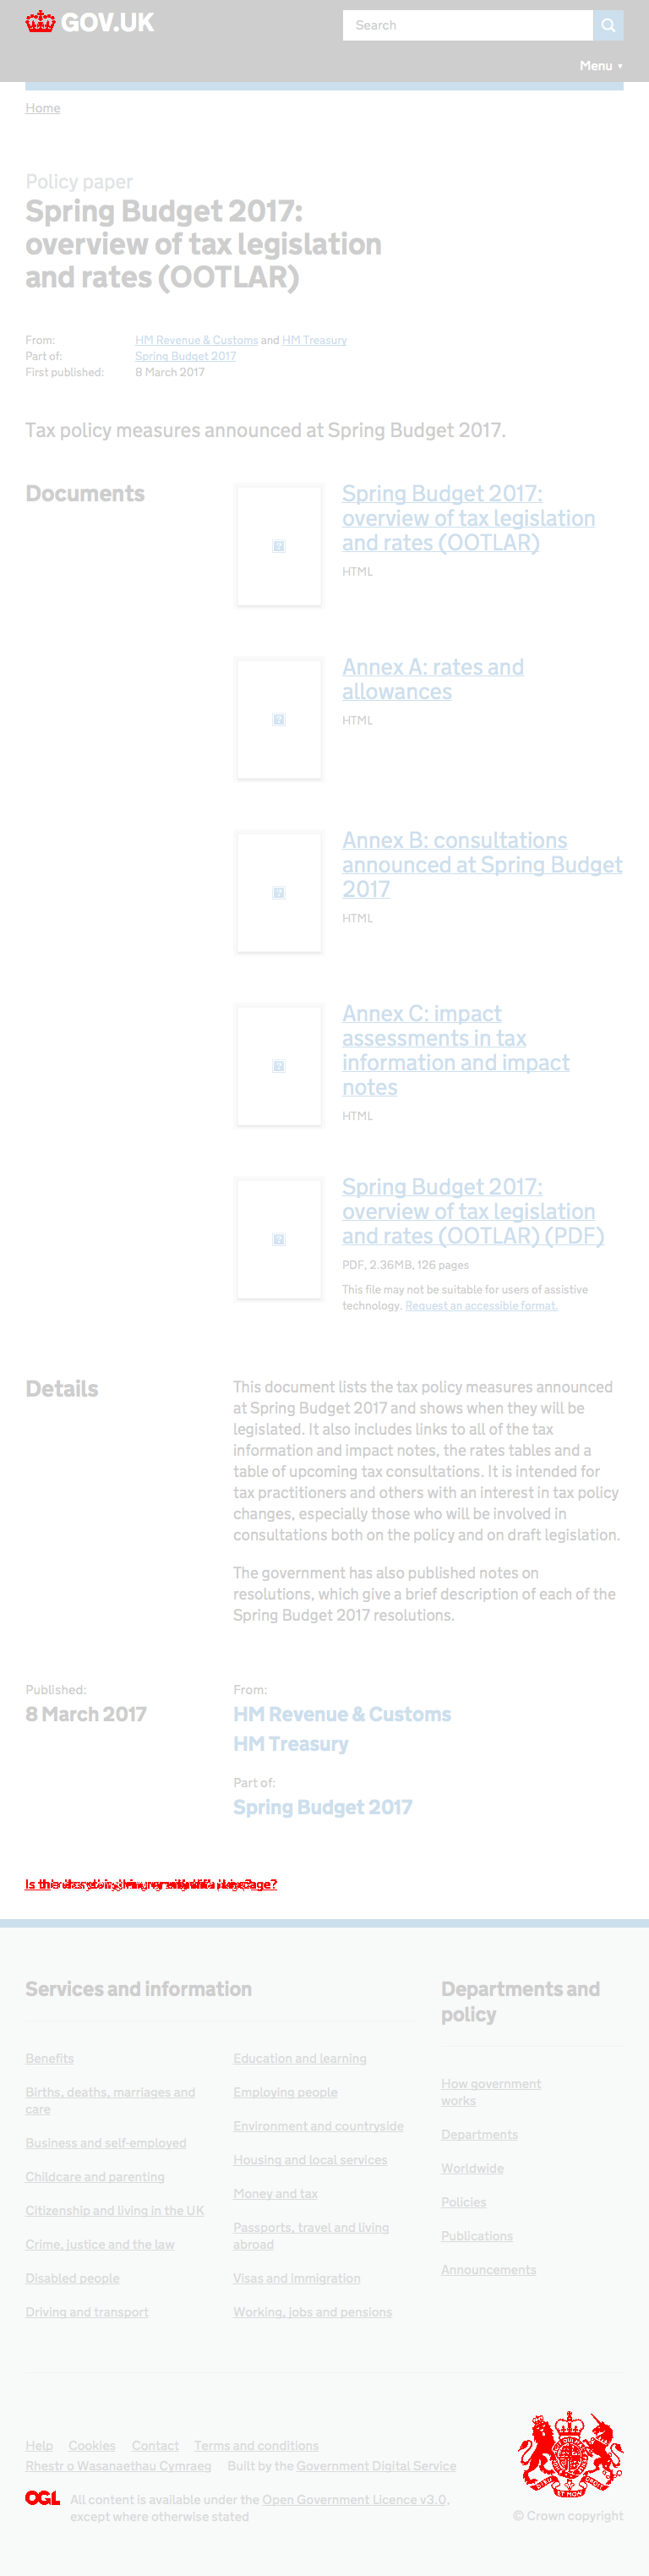 GOV.UK
Search
Menu ▼
Home
Policy paper
Spring Budget 2017:
overview of tax legislation
and rates (OOTLAR)
From: HM Revenue & Customs and HM Treasury
Part of: Spring Budget 2017
First published: 8 March 2017
Tax policy measures announced at Spring Budget 2017.
Documents
Spring Budget 2017:
overview of tax legislation
and rates (OOTLAR)
HTML
Annex A: rates and
allowances
HTML
Annex B: consultations
announced at Spring Budget
2017
HTML
Annex C: impact
assessments in tax
information and impact
notes
HTML
Spring Budget 2017:
overview of tax legislation
and rates (OOTLAR) (PDF)
PDF, 2.36MB, 126 pages
This file may not be suitable for users of assistive
technology. Request an accessible format.
Details
This document lists the tax policy measures announced
at Spring Budget 2017 and shows when they will be
legislated. It also includes links to all of the tax
information and impact notes, the rates tables and a
table of upcoming tax consultations. It is intended for
tax practitioners and others with an interest in tax policy
changes, especially those who will be involved in
consultations both on the policy and on draft legislation.
The government has also published notes on
resolutions, which give a brief description of each of the
Spring Budget 2017 resolutions.
Published:
8 March 2017
From:
HM Revenue & Customs
HM Treasury
Part of:
Spring Budget 2017
Services and information
Benefits
Births, deaths, marriages and
care
Business and self-employed
Childcare and parenting
Citizenship and living in the UK
Crime, justice and the law
Disabled people
Driving and transport
Education and learning
Employing people
Environment and countryside
Housing and local services
Money and tax
Passports, travel and living
abroad
Visas and immigration
Working, jobs and pensions
Departments and
policy
How government
works
Departments
Worldwide
Policies
Publications
Announcements
Help Cookies Contact Terms and conditions
Rhestr o Wasanaethau Cymraeg Built by the Government Digital Service
OGL All content is available under the Open Government Licence v3.0,
except where otherwise stated
© Crown copyright